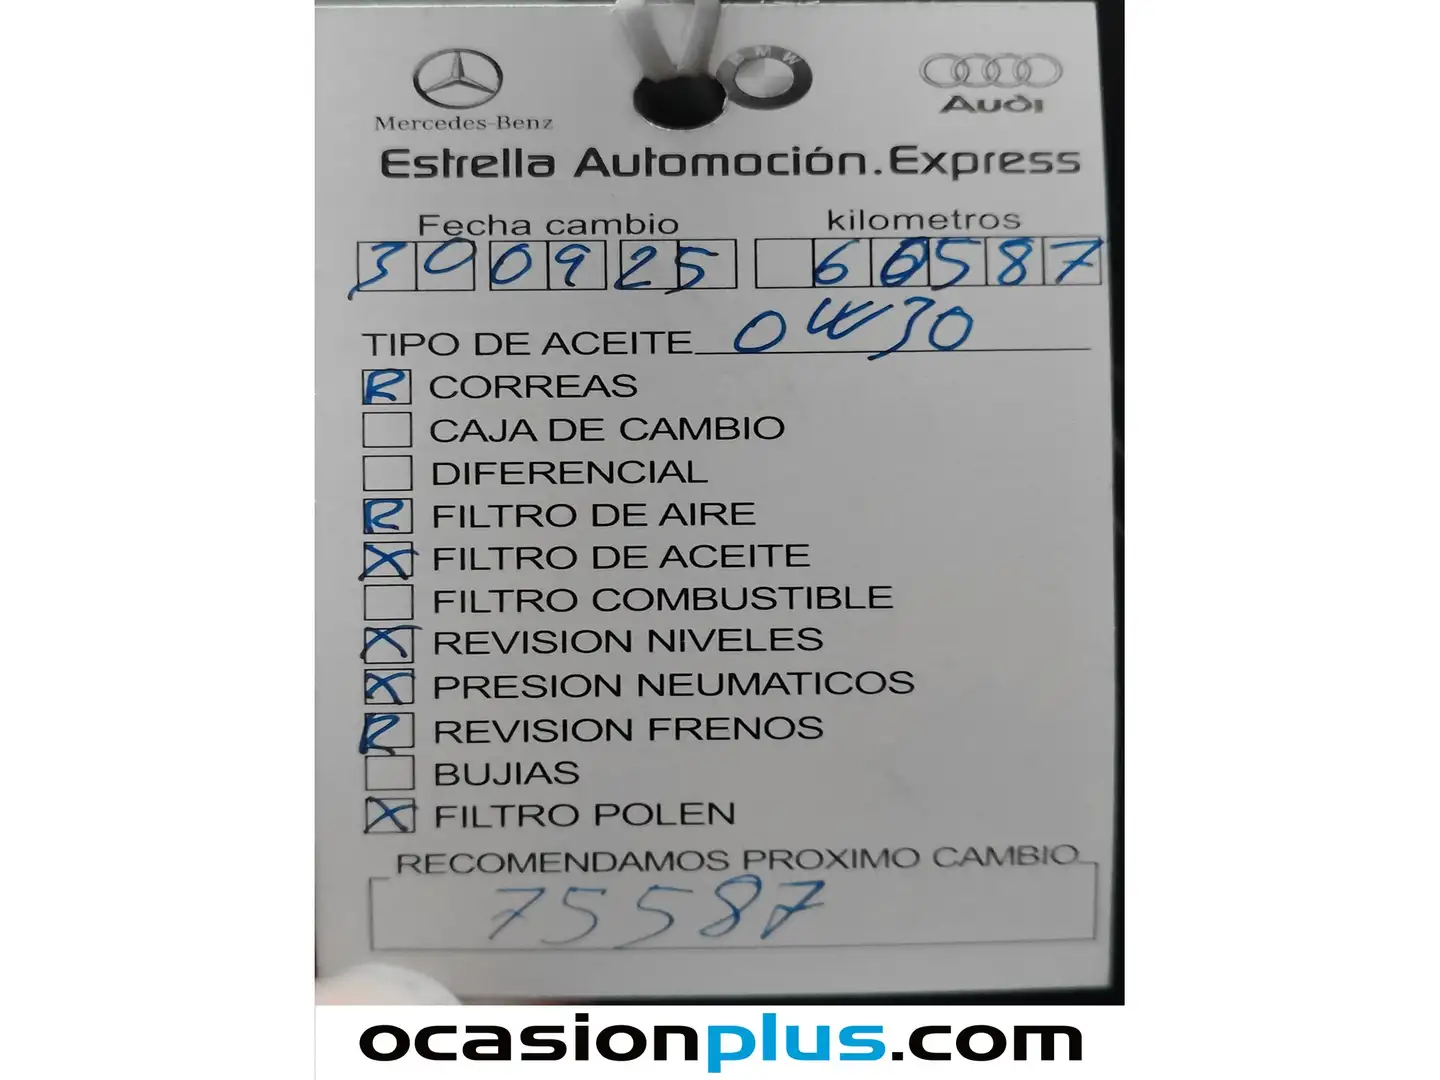 Mercedes-Benz
BMW
Audi
Estrella Automoción.Express
Fecha cambio kilometros
300925 60587
TIPO DE ACEITE 0W30
R CORREAS
CAJA DE CAMBIO
DIFERENCIAL
R FILTRO DE AIRE
X FILTRO DE ACEITE
FILTRO COMBUSTIBLE
X REVISION NIVELES
X PRESION NEUMATICOS
R REVISION FRENOS
BUJIAS
X FILTRO POLEN
RECOMENDAMOS PROXIMO CAMBIO
75587
ocasionplus.com